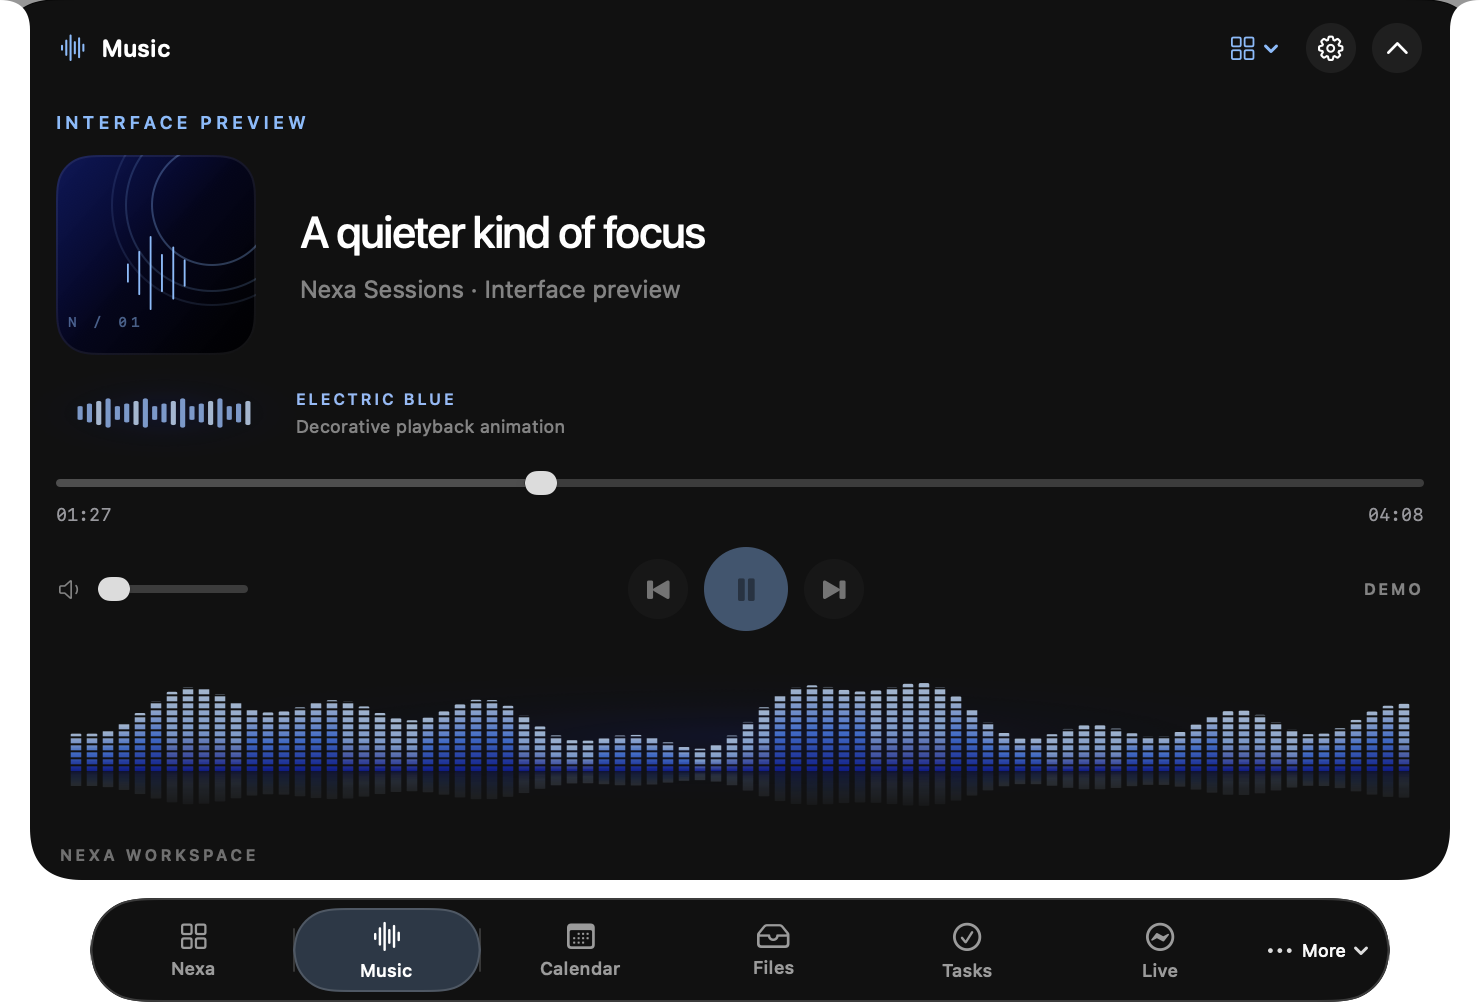 Music
INTERFACE PREVIEW
N / 01
A quieter kind of focus
Nexa Sessions · Interface preview
ELECTRIC BLUE
Decorative playback animation
01:27
04:08
DEMO
NEXA WORKSPACE
Nexa
Music
Calendar
Files
Tasks
Live
More